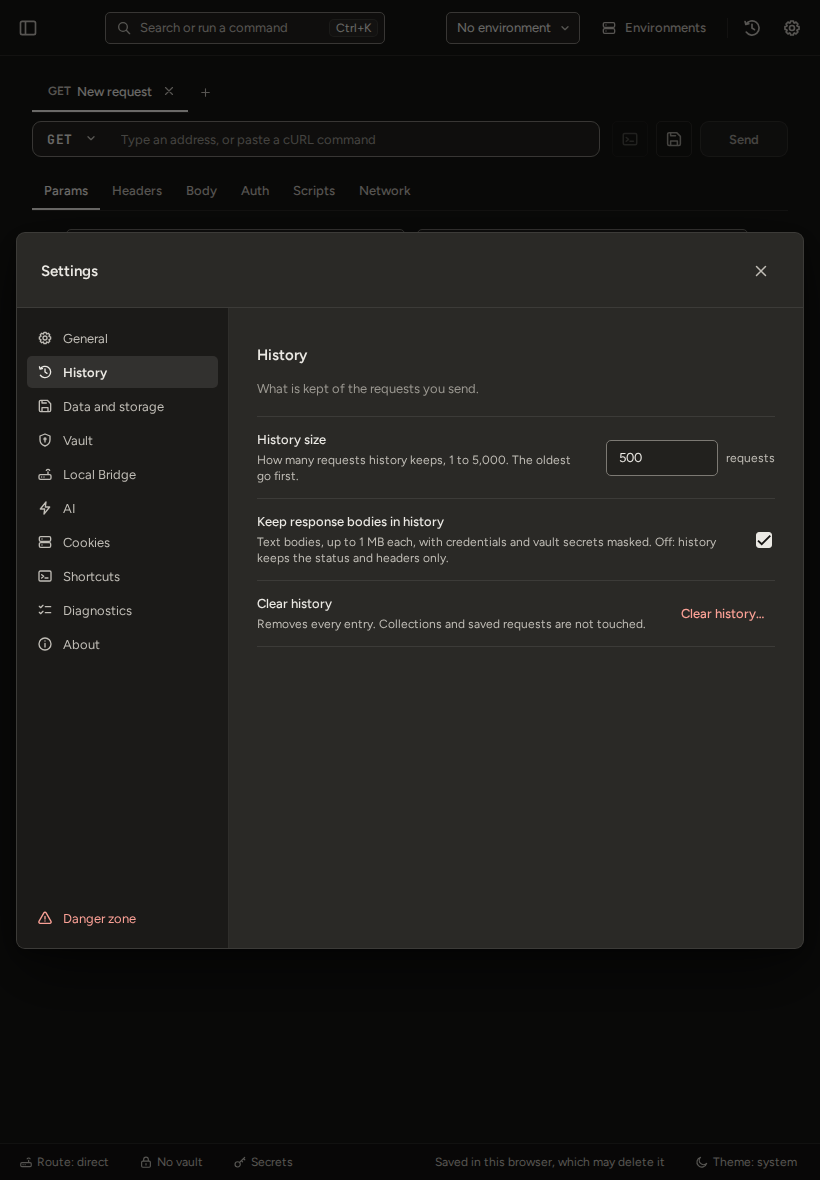 Search or run a command Ctrl+K No environment Environments
GET New request
GET Type an address, or paste a cURL command Send
Params Headers Body Auth Scripts Network
Settings
General
History
Data and storage
Vault
Local Bridge
AI
Cookies
Shortcuts
Diagnostics
About
Danger zone
History
What is kept of the requests you send.
History size
How many requests history keeps, 1 to 5,000. The oldest
go first.
500 requests
Keep response bodies in history
Text bodies, up to 1 MB each, with credentials and vault secrets masked. Off: history
keeps the status and headers only.
Clear history
Removes every entry. Collections and saved requests are not touched.
Clear history...
Route: direct No vault Secrets Saved in this browser, which may delete it Theme: system